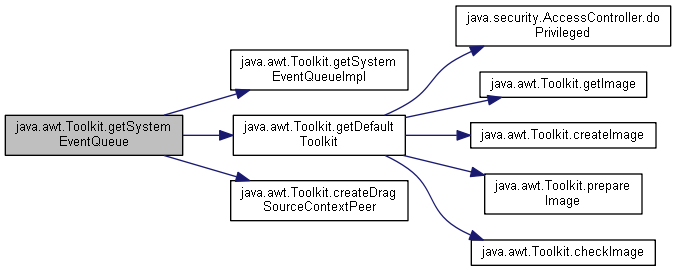 java.awt.Toolkit.getSystem
EventQueue
java.awt.Toolkit.getSystem
EventQueueImpl
java.awt.Toolkit.getDefault
Toolkit
java.awt.Toolkit.createDrag
SourceContextPeer
java.security.AccessController.do
Privileged
java.awt.Toolkit.getImage
java.awt.Toolkit.createImage
java.awt.Toolkit.prepare
Image
java.awt.Toolkit.checkImage